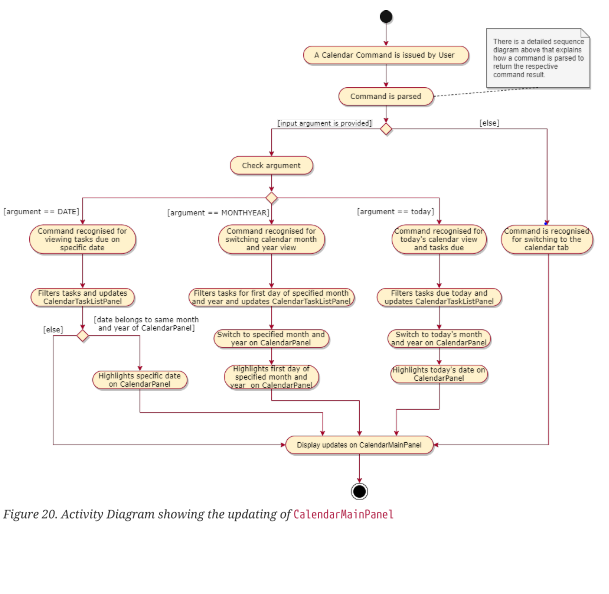 A Calendar Command is issued by User
There is a detailed sequence
diagram above that explains
how a command is parsed to
return the respective
command result.
Command is parsed
[input argument is provided]
[else]
Check argument
[argument == DATE]
[argument == MONTHYEAR]
[argument == today]
Command recognised for
viewing tasks due on
specific date
Command recognised for
switching calendar month
and year view
Command recognised for
today's calendar view
and tasks due
Command is recognised
for switching to the
calendar tab
Filters tasks and updates
CalendarTaskListPanel
Filters tasks for first day of specified month
and year and updates CalendarTaskListPanel
Filters tasks due today and
updates CalendarTaskListPanel
[else]
[date belongs to same month
and year of CalendarPanel]
Switch to specified month and
year on CalendarPanel
Switch to today's month
and year on CalendarPanel
Highlights specific date
on CalendarPanel
Highlights first day of
specified month and
year on CalendarPanel
Highlights today's date on
CalendarPanel
Display updates on CalendarMainPanel
Figure 20. Activity Diagram showing the updating of CalendarMainPanel